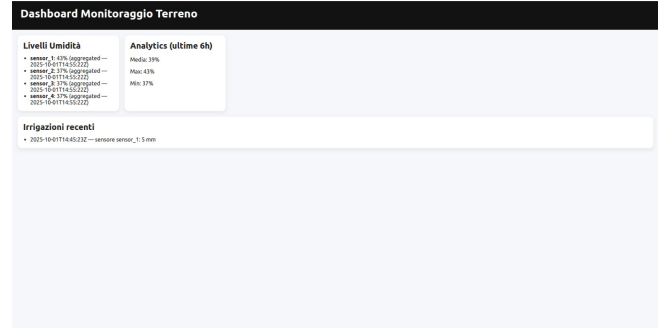 Dashboard Monitoraggio Terreno
Livelli Umidità
• sensor_1: 43% (aggregated —
2025-10-01T14:55:22Z)
• sensor_2: 37% (aggregated —
2025-10-01T14:55:22Z)
• sensor_3: 37% (aggregated —
2025-10-01T14:55:22Z)
• sensor_4: 37% (aggregated —
2025-10-01T14:55:22Z)
Analytics (ultime 6h)
Media: 39%
Max: 43%
Min: 37%
Irrigazioni recenti
• 2025-10-01T14:45:23Z — sensore sensor_1: 5 mm